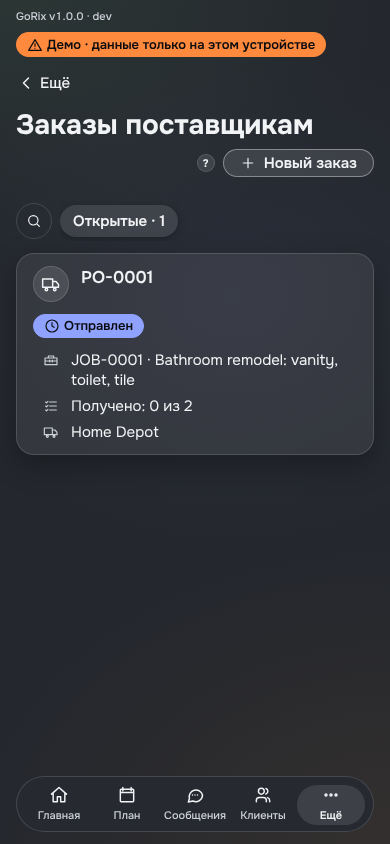 GoRix v1.0.0 · dev
Демо · данные только на этом устройстве
Ещё
Заказы поставщикам
? + Новый заказ
Открытые · 1
PO-0001
Отправлен
JOB-0001 · Bathroom remodel: vanity,
toilet, tile
Получено: 0 из 2
Home Depot
Главная План Сообщения Клиенты Ещё